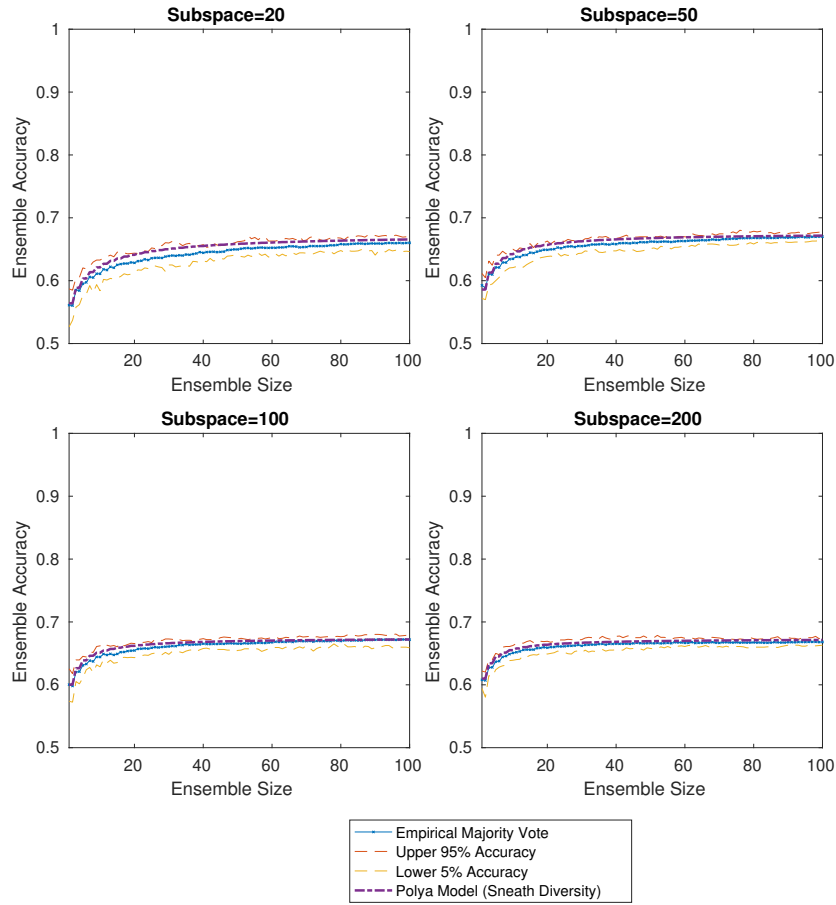 Subspace=20
1
0.9
0.8
0.7
0.6
0.5
Ensemble Accuracy
20 40 60 80 100
Ensemble Size
Subspace=50
1
0.9
0.8
0.7
0.6
0.5
Ensemble Accuracy
20 40 60 80 100
Ensemble Size
Subspace=100
1
0.9
0.8
0.7
0.6
0.5
Ensemble Accuracy
20 40 60 80 100
Ensemble Size
Subspace=200
1
0.9
0.8
0.7
0.6
0.5
Ensemble Accuracy
20 40 60 80 100
Ensemble Size
Empirical Majority Vote
Upper 95% Accuracy
Lower 5% Accuracy
Polya Model (Sneath Diversity)